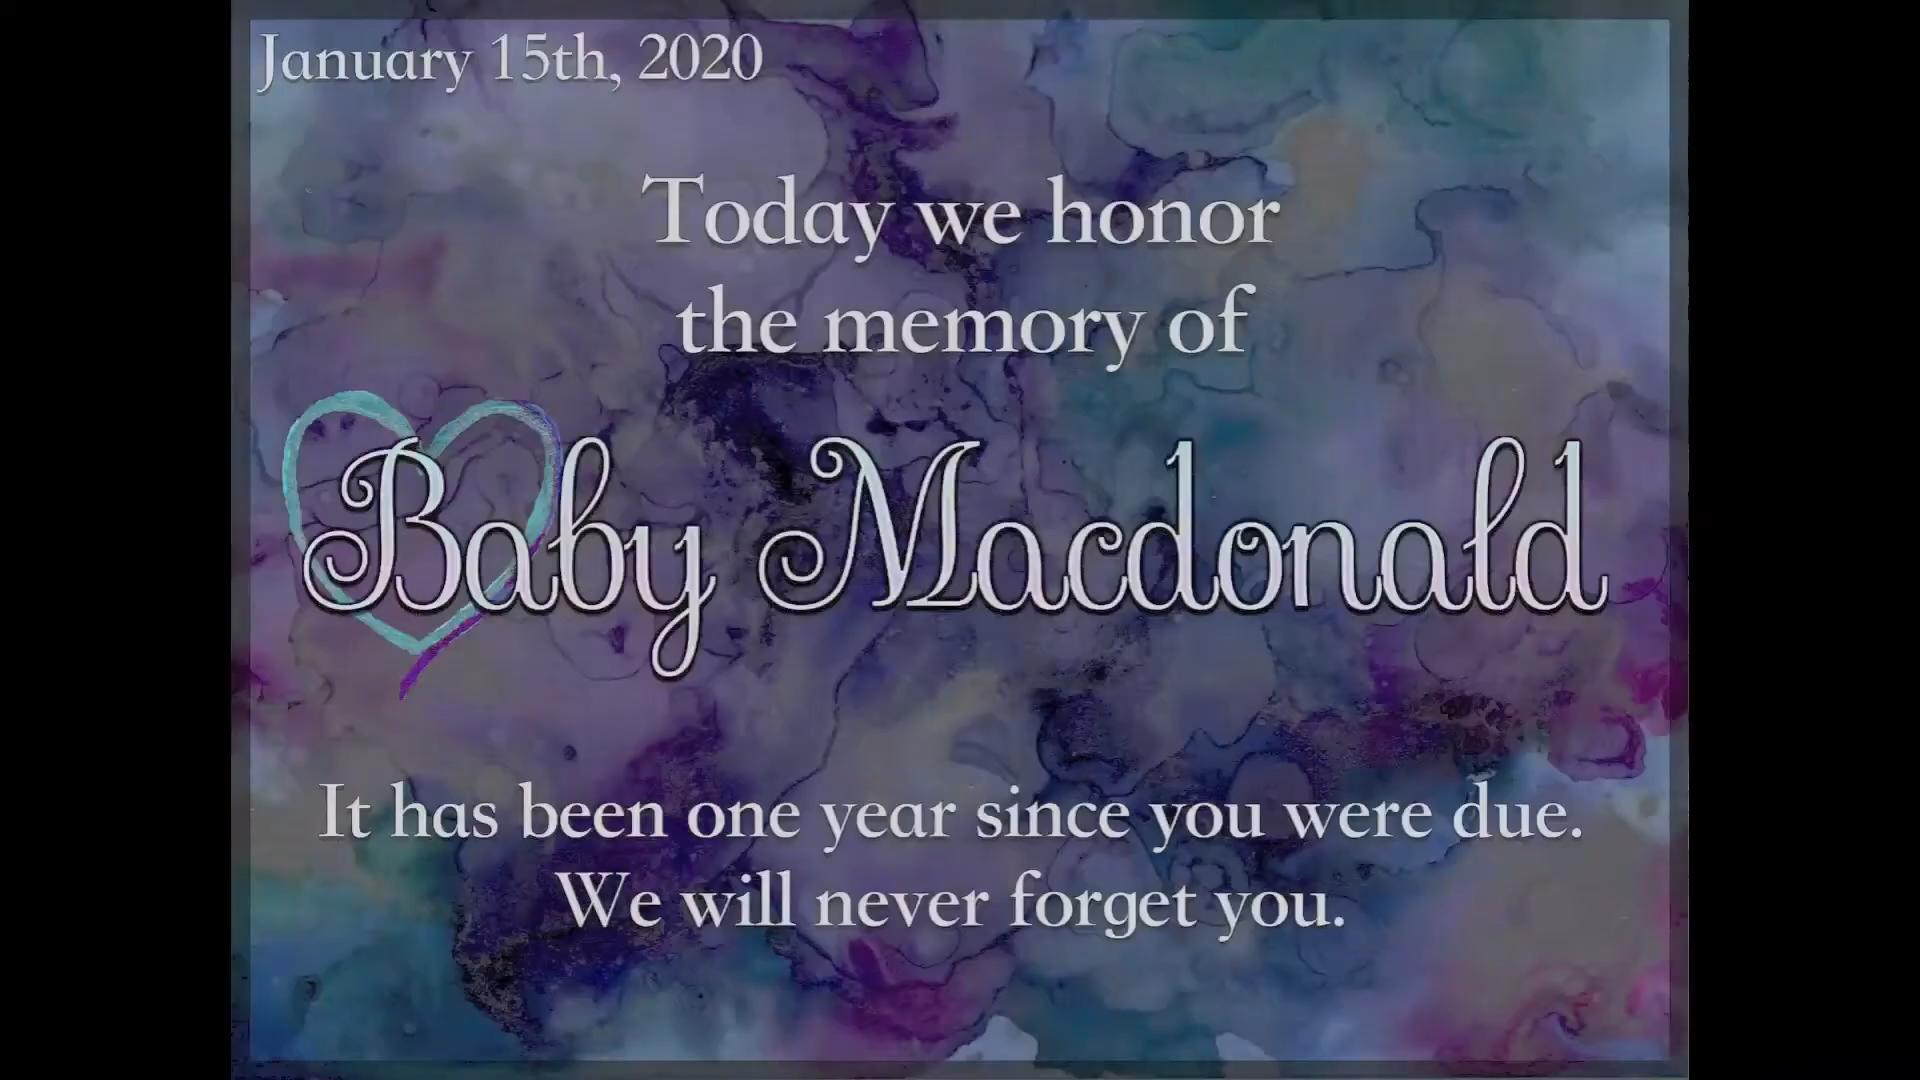 January 15th, 2020
Today we honor
the memory of
Baby Macdonald
It has been one year since you were due.
We will never forget you.